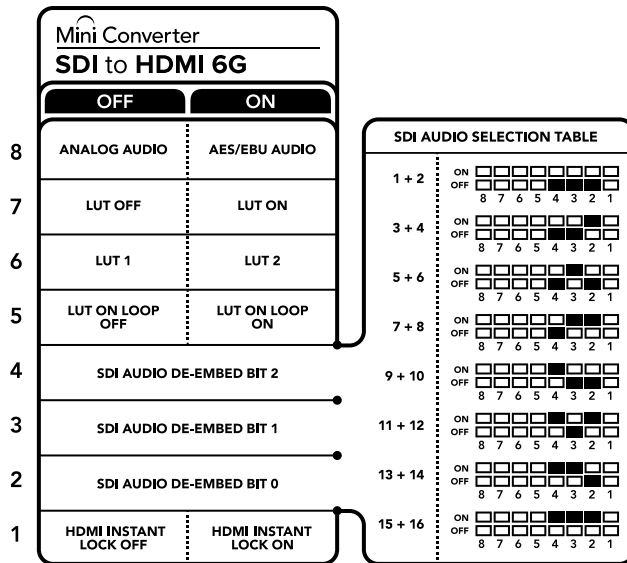 Mini Converter
SDI to HDMI 6G
OFF ON
8 ANALOG AUDIO AES/EBU AUDIO
7 LUT OFF LUT ON
6 LUT 1 LUT 2
5 LUT ON LOOP OFF LUT ON LOOP ON
4 SDI AUDIO DE-EMBED BIT 2
3 SDI AUDIO DE-EMBED BIT 1
2 SDI AUDIO DE-EMBED BIT 0
1 HDMI INSTANT LOCK OFF HDMI INSTANT LOCK ON
SDI AUDIO SELECTION TABLE
1 + 2
ON
OFF
8 7 6 5 4 3 2 1
3 + 4
ON
OFF
8 7 6 5 4 3 2 1
5 + 6
ON
OFF
8 7 6 5 4 3 2 1
7 + 8
ON
OFF
8 7 6 5 4 3 2 1
9 + 10
ON
OFF
8 7 6 5 4 3 2 1
11 + 12
ON
OFF
8 7 6 5 4 3 2 1
13 + 14
ON
OFF
8 7 6 5 4 3 2 1
15 + 16
ON
OFF
8 7 6 5 4 3 2 1